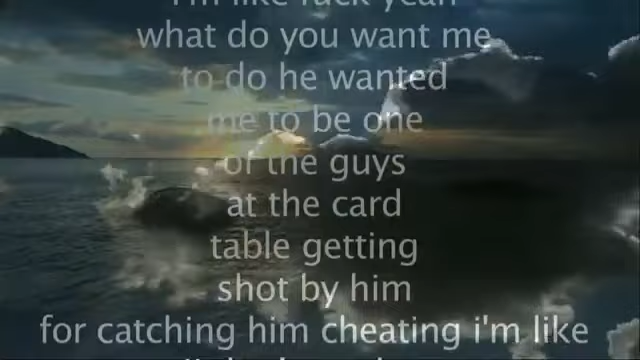 I'm like fuck yeah
what do you want me
to do he wanted
me to be one
of the guys
at the card
table getting
shot by him
for catching him cheating i'm like